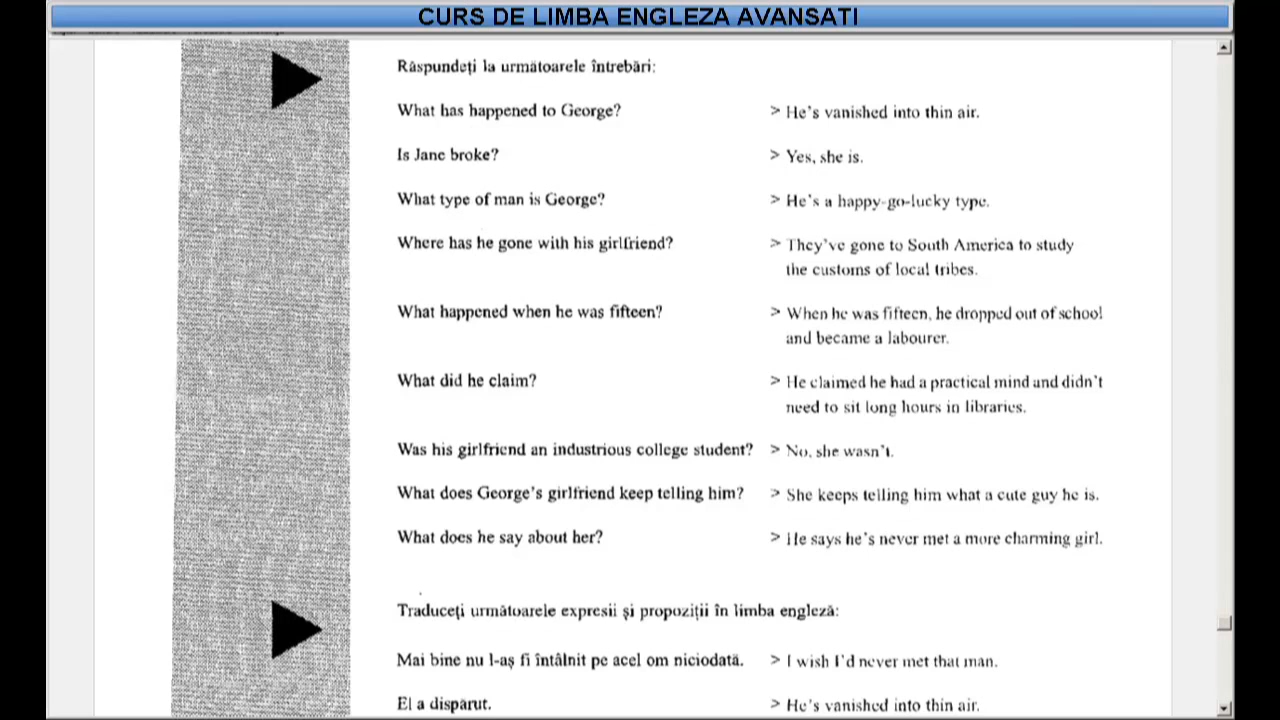 CURS DE LIMBA ENGLEZA AVANSATI
Răspundeți la următoarele întrebări:
What has happened to George? > He's vanished into thin air.
Is Jane broke? > Yes, she is.
What type of man is George? > He's a happy-go-lucky type.
Where has he gone with his girlfriend? > They've gone to South America to study
the customs of local tribes.
What happened when he was fifteen? > When he was fifteen, he dropped out of school
and became a labourer.
What did he claim? > He claimed he had a practical mind and didn't
need to sit long hours in libraries.
Was his girlfriend an industrious college student? > No, she wasn't.
What does George's girlfriend keep telling him? > She keeps telling him what a cute guy he is.
What does he say about her? > He says he's never met a more charming girl.
Traduceți următoarele expresii și propoziții în limba engleză:
Mai bine nu l-aș fi întâlnit pe acel om niciodată. > I wish I'd never met that man.
El a dispărut. > He's vanished into thin air.